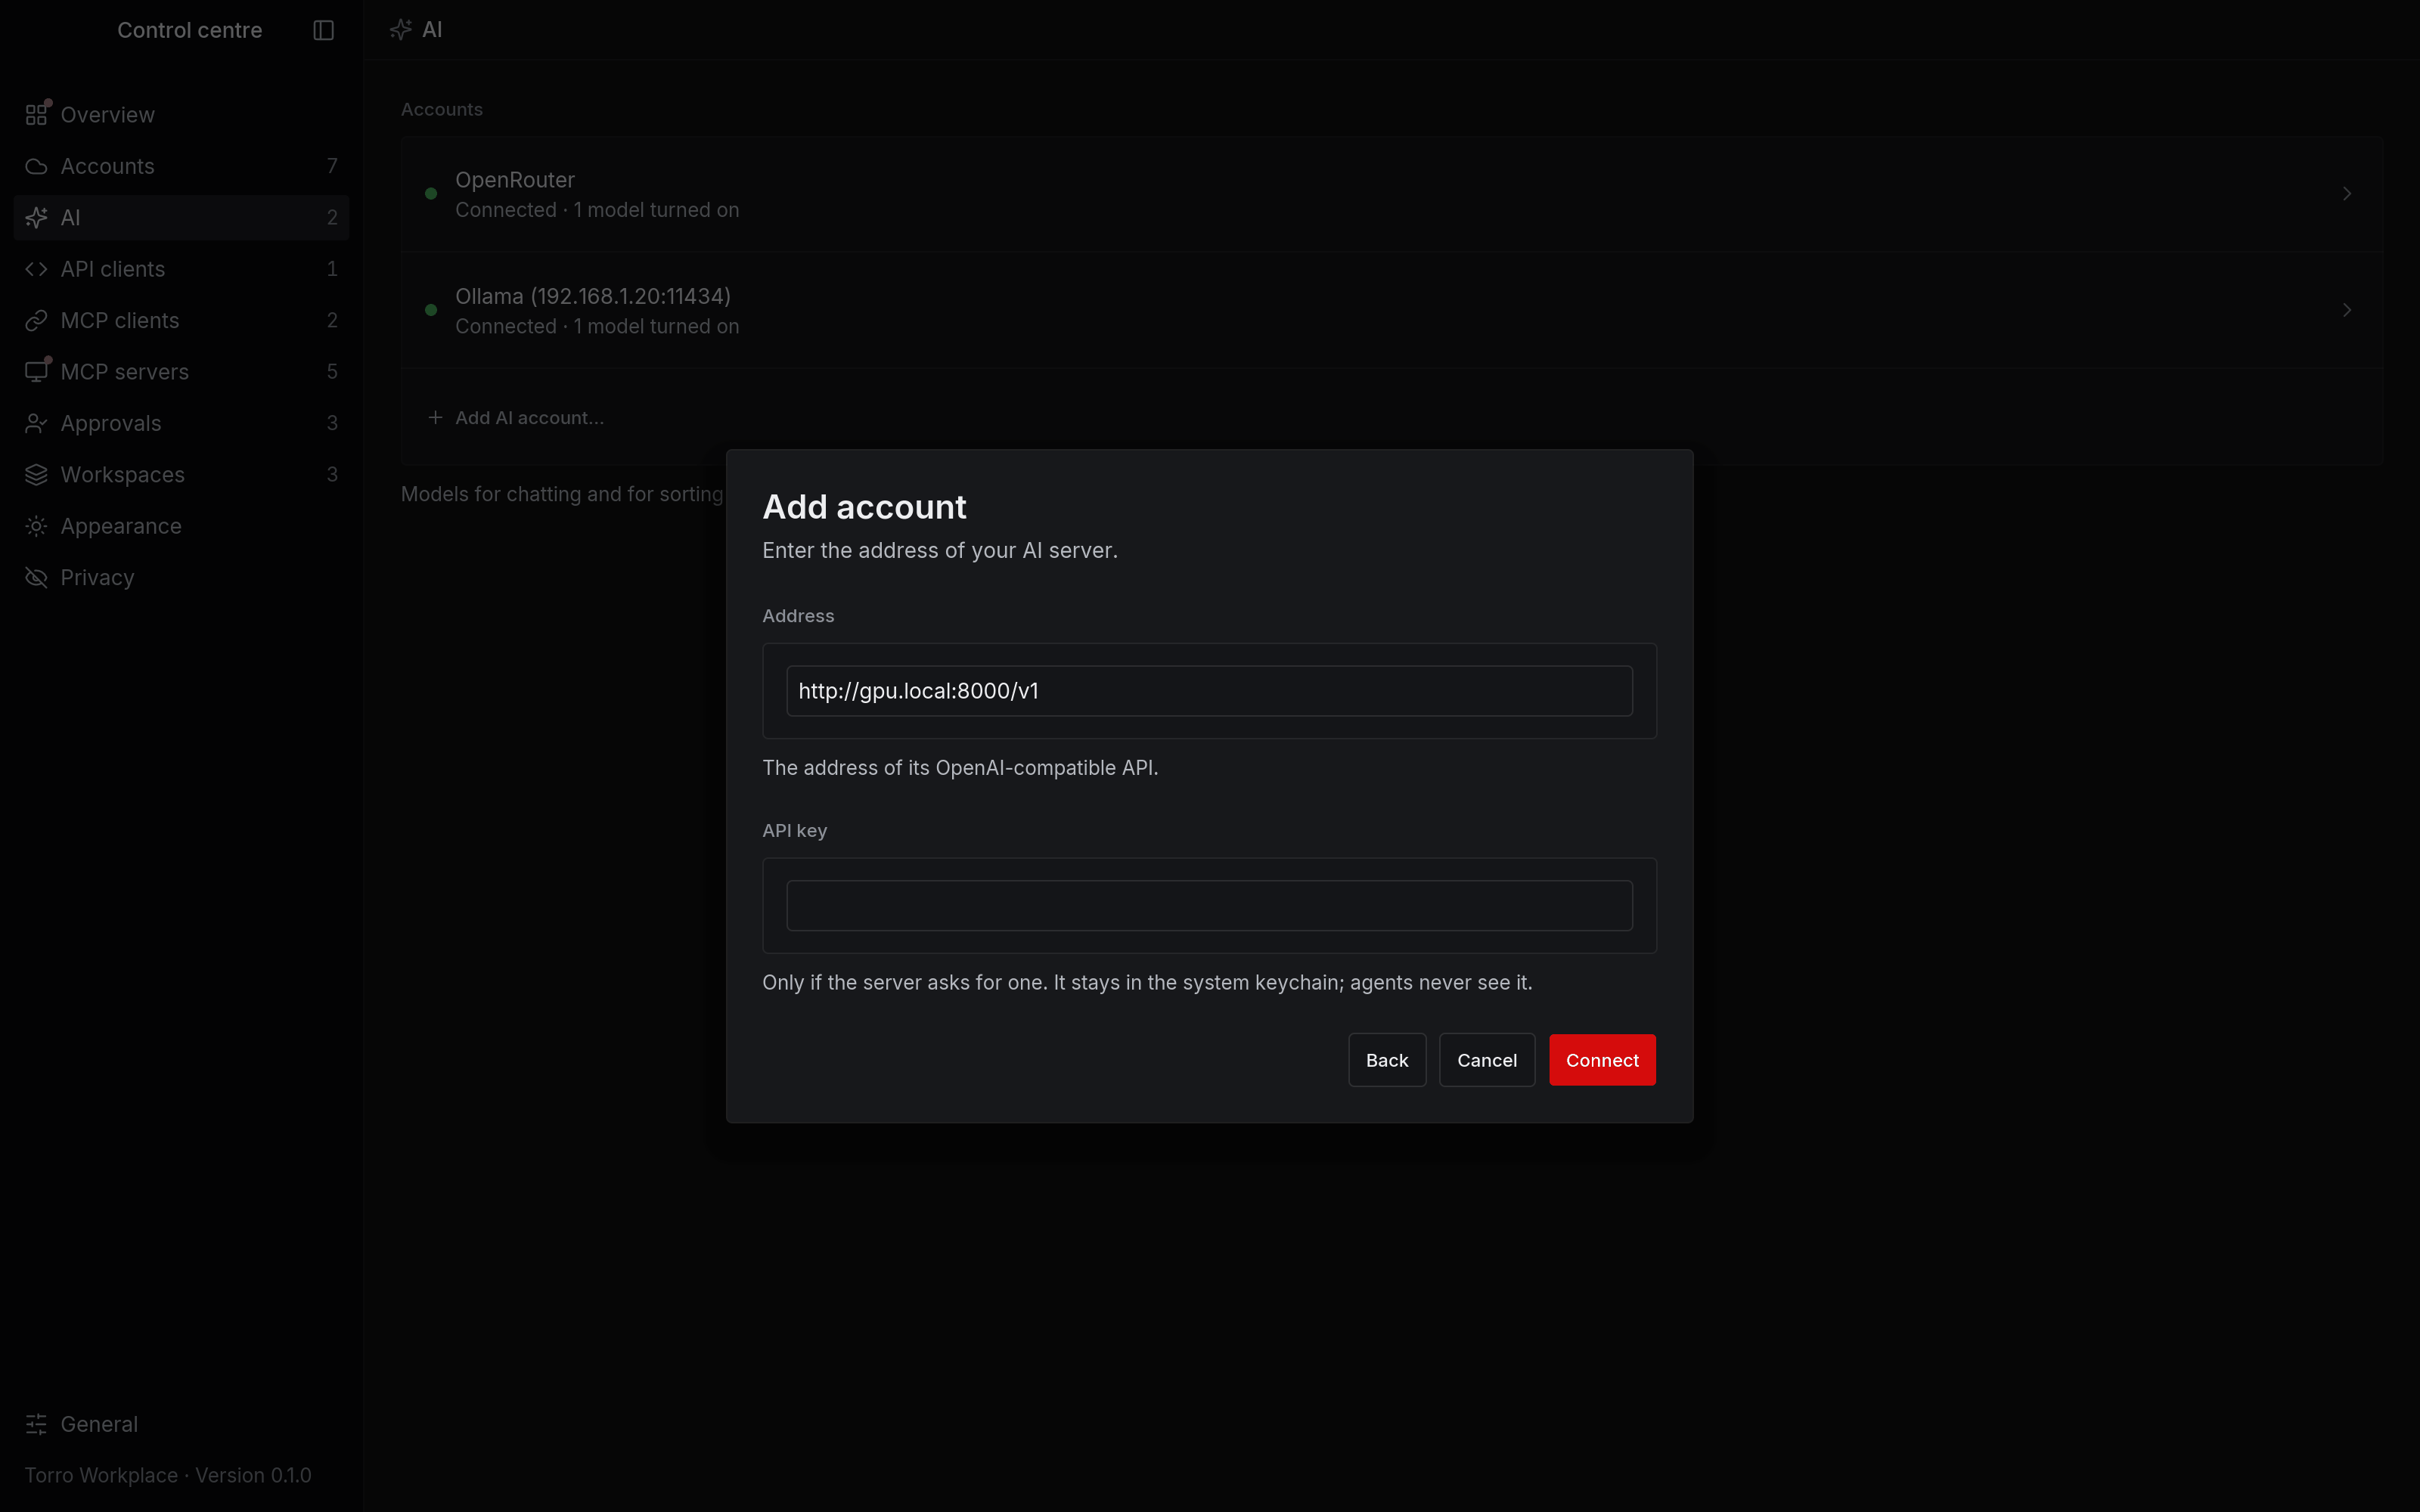 Control centre
AI
Overview
Accounts 7
AI 2
API clients 1
MCP clients 2
MCP servers 5
Approvals 3
Workspaces 3
Appearance
Privacy
General
Torro Workplace · Version 0.1.0
Accounts
OpenRouter
Connected · 1 model turned on
Ollama (192.168.1.20:11434)
Connected · 1 model turned on
Add AI account...
Models for chatting and for sorting
Add account
Enter the address of your AI server.
Address
http://gpu.local:8000/v1
The address of its OpenAI-compatible API.
API key
Only if the server asks for one. It stays in the system keychain; agents never see it.
Back
Cancel
Connect